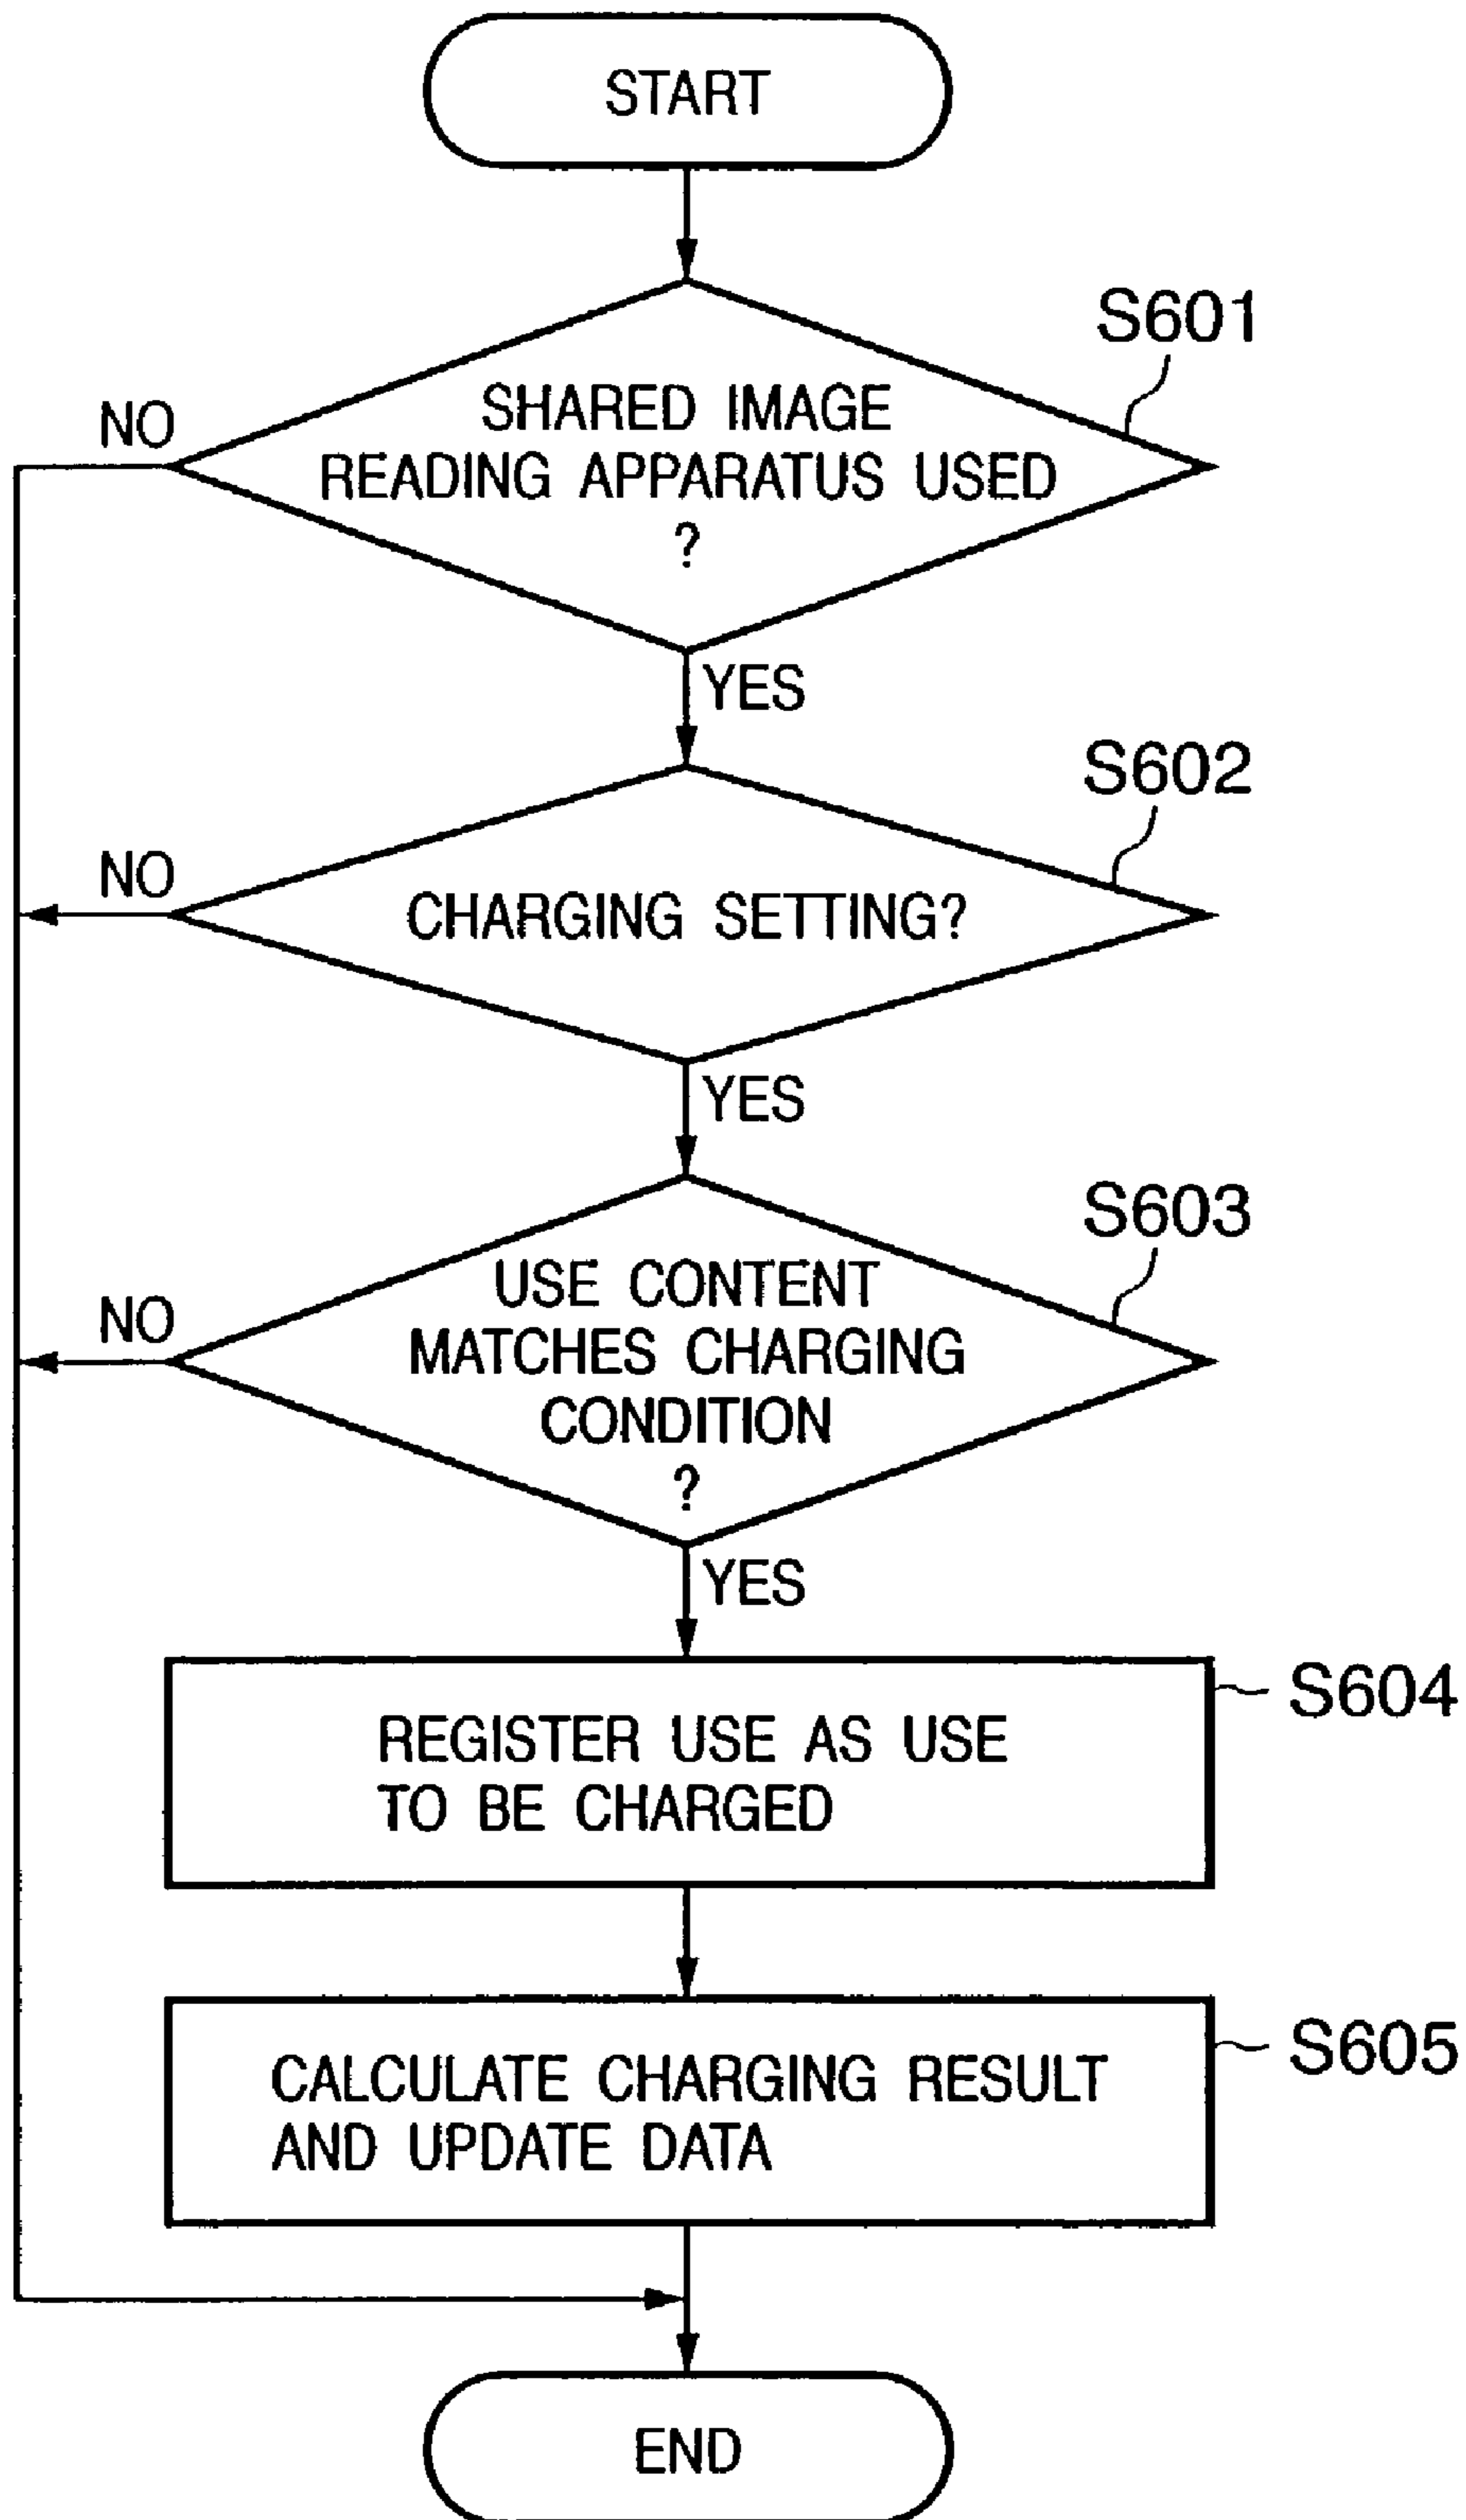 START
S601
SHARED IMAGE
READING APPARATUS USED
?
NO
YES
S602
CHARGING SETTING?
NO
YES
S603
USE CONTENT
MATCHES CHARGING
CONDITION
?
NO
YES
S604
REGISTER USE AS USE
TO BE CHARGED
S605
CALCULATE CHARGING RESULT
AND UPDATE DATA
END